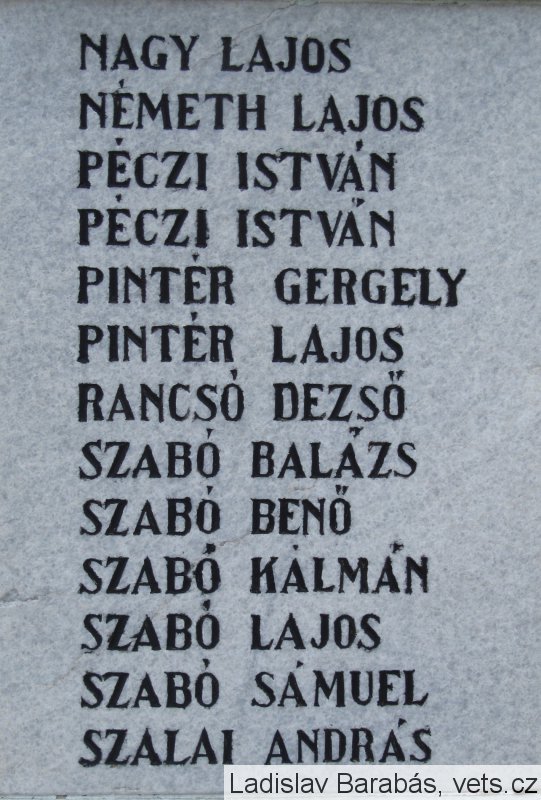 NAGY LAJOS
NÉMETH LAJOS
PÉCZI ISTVÁN
PÉCZI ISTVÁN
PINTÉR GERGELY
PINTÉR LAJOS
RANCSÓ DEZSŐ
SZABÓ BALÁZS
SZABÓ BENŐ
SZABÓ KÁLMÁN
SZABÓ LAJOS
SZABÓ SÁMUEL
SZALAI ANDRÁS
Ladislav Barabás, vets.cz